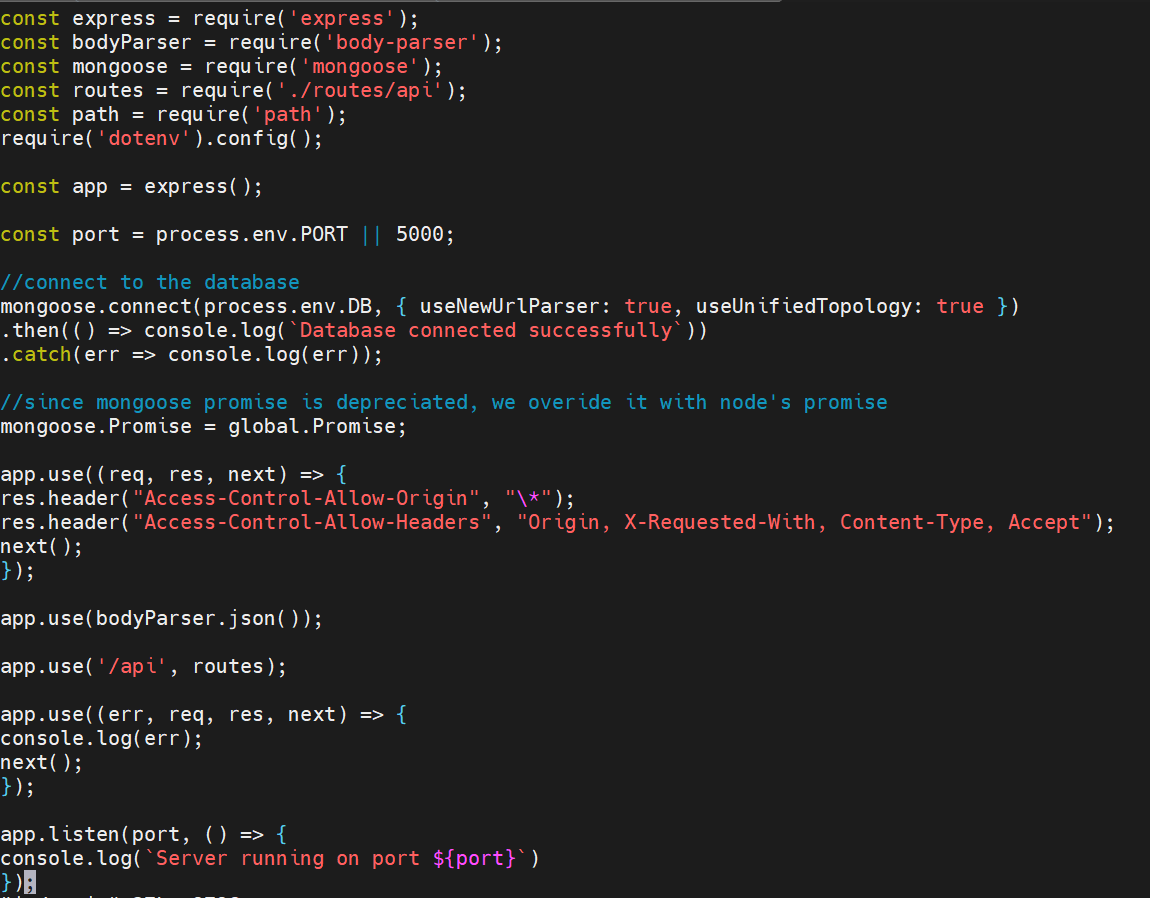 const express = require('express');
const bodyParser = require('body-parser');
const mongoose = require('mongoose');
const routes = require('./routes/api');
const path = require('path');
require('dotenv').config();
const app = express();
const port = process.env.PORT || 5000;
//connect to the database
mongoose.connect(process.env.DB, { useNewUrlParser: true, useUnifiedTopology: true })
.then(() => console.log(`Database connected successfully`))
.catch(err => console.log(err));
//since mongoose promise is depreciated, we overide it with node's promise
mongoose.Promise = global.Promise;
app.use((req, res, next) => {
res.header("Access-Control-Allow-Origin", "\*");
res.header("Access-Control-Allow-Headers", "Origin, X-Requested-With, Content-Type, Accept");
next();
});
app.use(bodyParser.json());
app.use('/api', routes);
app.use((err, req, res, next) => {
console.log(err);
next();
});
app.listen(port, () => {
console.log(`Server running on port ${port}`)
});